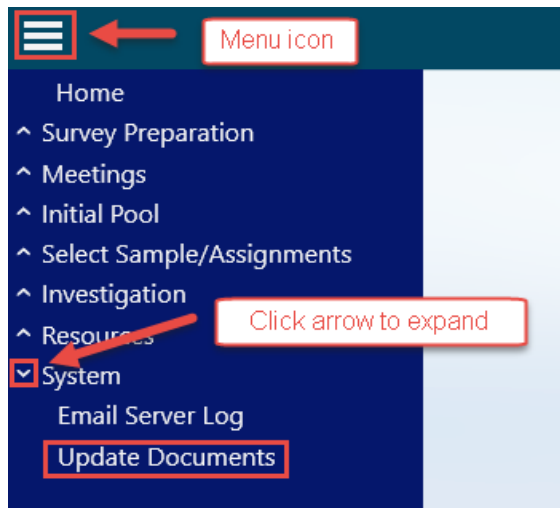 Menu icon
Home
Survey Preparation
Meetings
Initial Pool
Select Sample/Assignments
Investigation
Click arrow to expand
Resources
System
Email Server Log
Update Documents